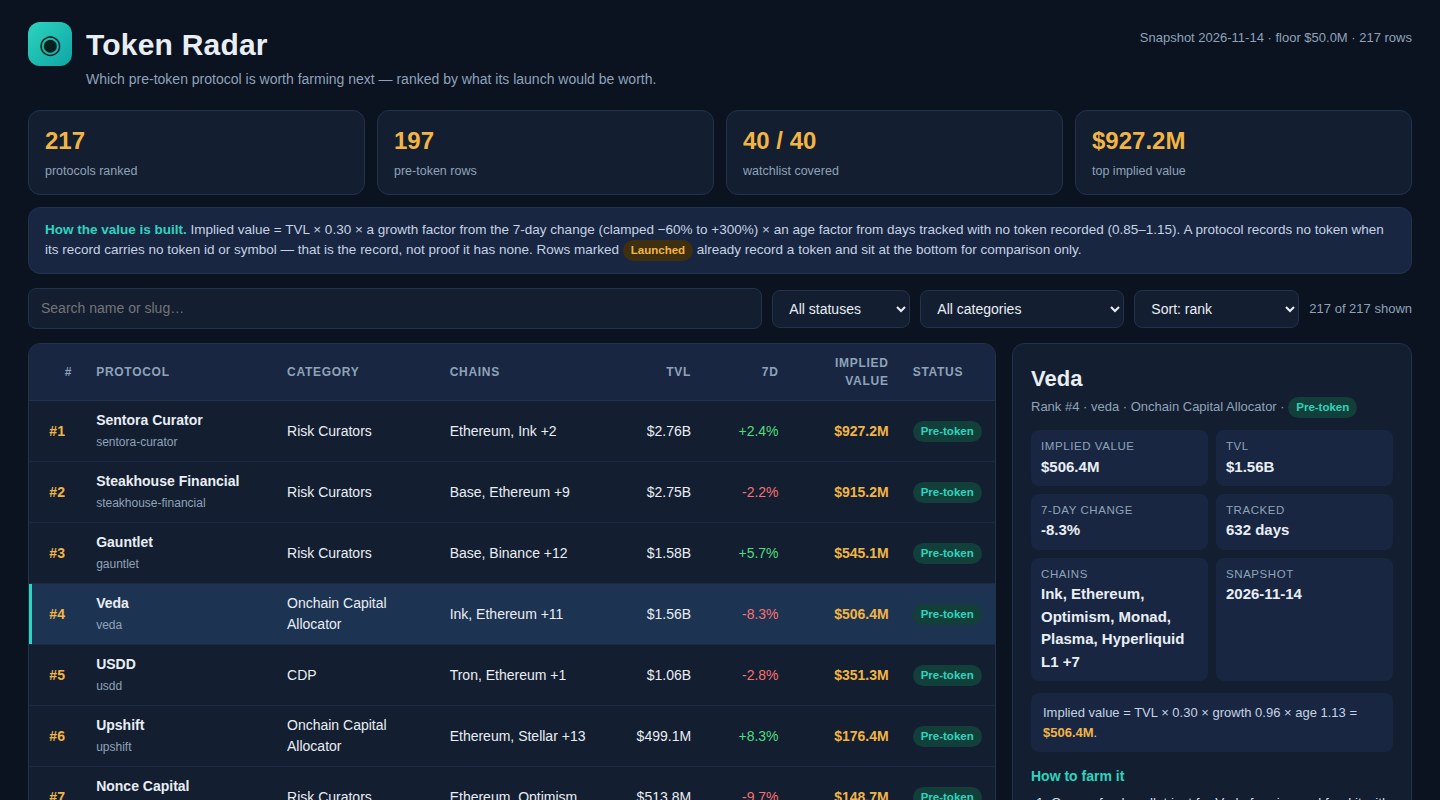 Token Radar
Snapshot 2026-11-14 · floor $50.0M · 217 rows
Which pre-token protocol is worth farming next — ranked by what its launch would be worth.
217
protocols ranked
197
pre-token rows
40 / 40
watchlist covered
$927.2M
top implied value
How the value is built. Implied value = TVL × 0.30 × a growth factor from the 7-day change (clamped −60% to +300%) × an age factor from days tracked with no token recorded (0.85–1.15). A protocol records no token when
its record carries no token id or symbol — that is the record, not proof it has none. Rows marked Launched already record a token and sit at the bottom for comparison only.
Search name or slug…
All statuses
All categories
Sort: rank
217 of 217 shown
# PROTOCOL CATEGORY CHAINS TVL 7D IMPLIED VALUE STATUS
#1 Sentora Curator Risk Curators Ethereum, Ink +2 $2.76B +2.4% $927.2M Pre-token
sentora-curator
#2 Steakhouse Financial Risk Curators Base, Ethereum +9 $2.75B -2.2% $915.2M Pre-token
steakhouse-financial
#3 Gauntlet Risk Curators Base, Binance +12 $1.58B +5.7% $545.1M Pre-token
gauntlet
#4 Veda Onchain Capital Allocator Ink, Ethereum +11 $1.56B -8.3% $506.4M Pre-token
veda
#5 USDD CDP Tron, Ethereum +1 $1.06B -2.8% $351.3M Pre-token
usdd
#6 Upshift Onchain Capital Allocator Ethereum, Stellar +13 $499.1M +8.3% $176.4M Pre-token
upshift
#7 Nonce Capital Risk Curators Ethereum, Optimism $513.8M -9.7% $148.7M Pre-token
Veda
Rank #4 · veda · Onchain Capital Allocator · Pre-token
IMPLIED VALUE
$506.4M
TVL
$1.56B
7-DAY CHANGE
-8.3%
TRACKED
632 days
CHAINS
Ink, Ethereum,
Optimism, Monad,
Plasma, Hyperliquid
L1 +7
SNAPSHOT
2026-11-14
Implied value = TVL × 0.30 × growth 0.96 × age 1.13 =
$506.4M.
How to farm it